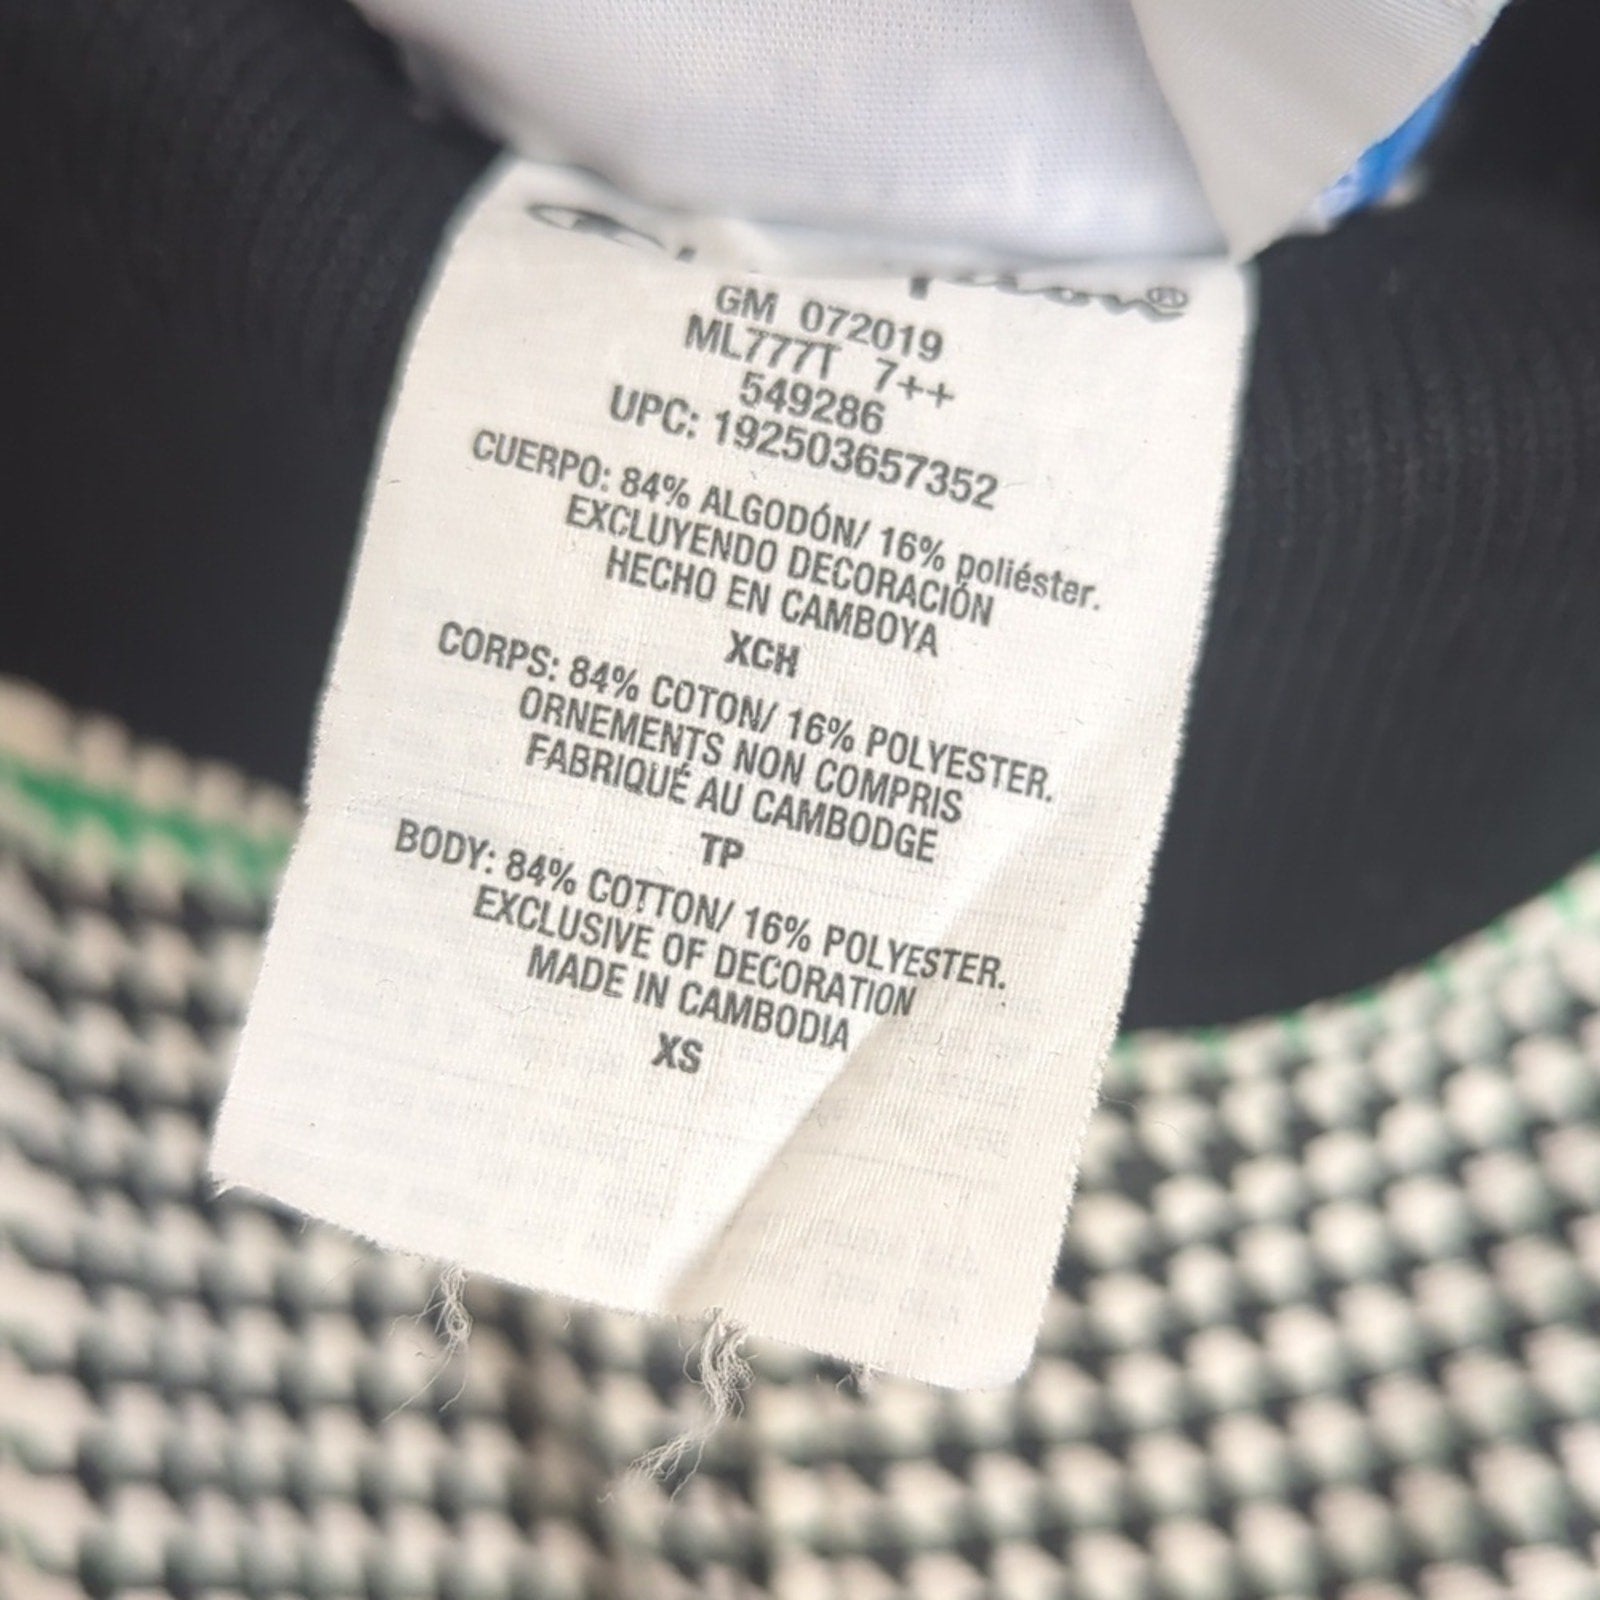 GM 072019
ML777T 7++
549286
UPC: 192503657352
CUERPO: 84% ALGODÓN/ 16% poliéster.
EXCLUYENDO DECORACIÓN
HECHO EN CAMBOYA
XCH
CORPS: 84% COTON/ 16% POLYESTER.
ORNEMENTS NON COMPRIS
FABRIQUÉ AU CAMBODGE
TP
BODY: 84% COTTON/ 16% POLYESTER.
EXCLUSIVE OF DECORATION
MADE IN CAMBODIA
XS